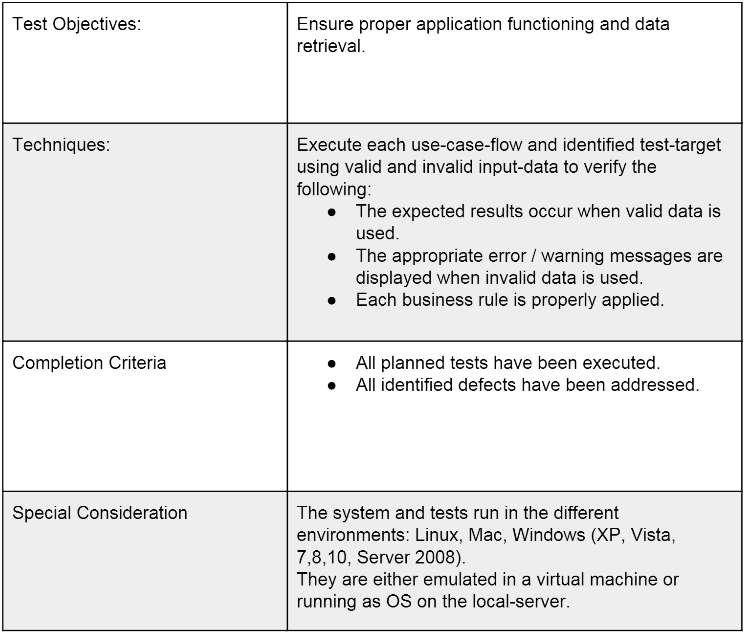 Test Objectives:
Ensure proper application functioning and data
retrieval.
Techniques:
Execute each use-case-flow and identified test-target
using valid and invalid input-data to verify the
following:
● The expected results occur when valid data is
used.
● The appropriate error / warning messages are
displayed when invalid data is used.
● Each business rule is properly applied.
Completion Criteria
● All planned tests have been executed.
● All identified defects have been addressed.
Special Consideration
The system and tests run in the different
environments: Linux, Mac, Windows (XP, Vista,
7,8,10, Server 2008).
They are either emulated in a virtual machine or
running as OS on the local-server.